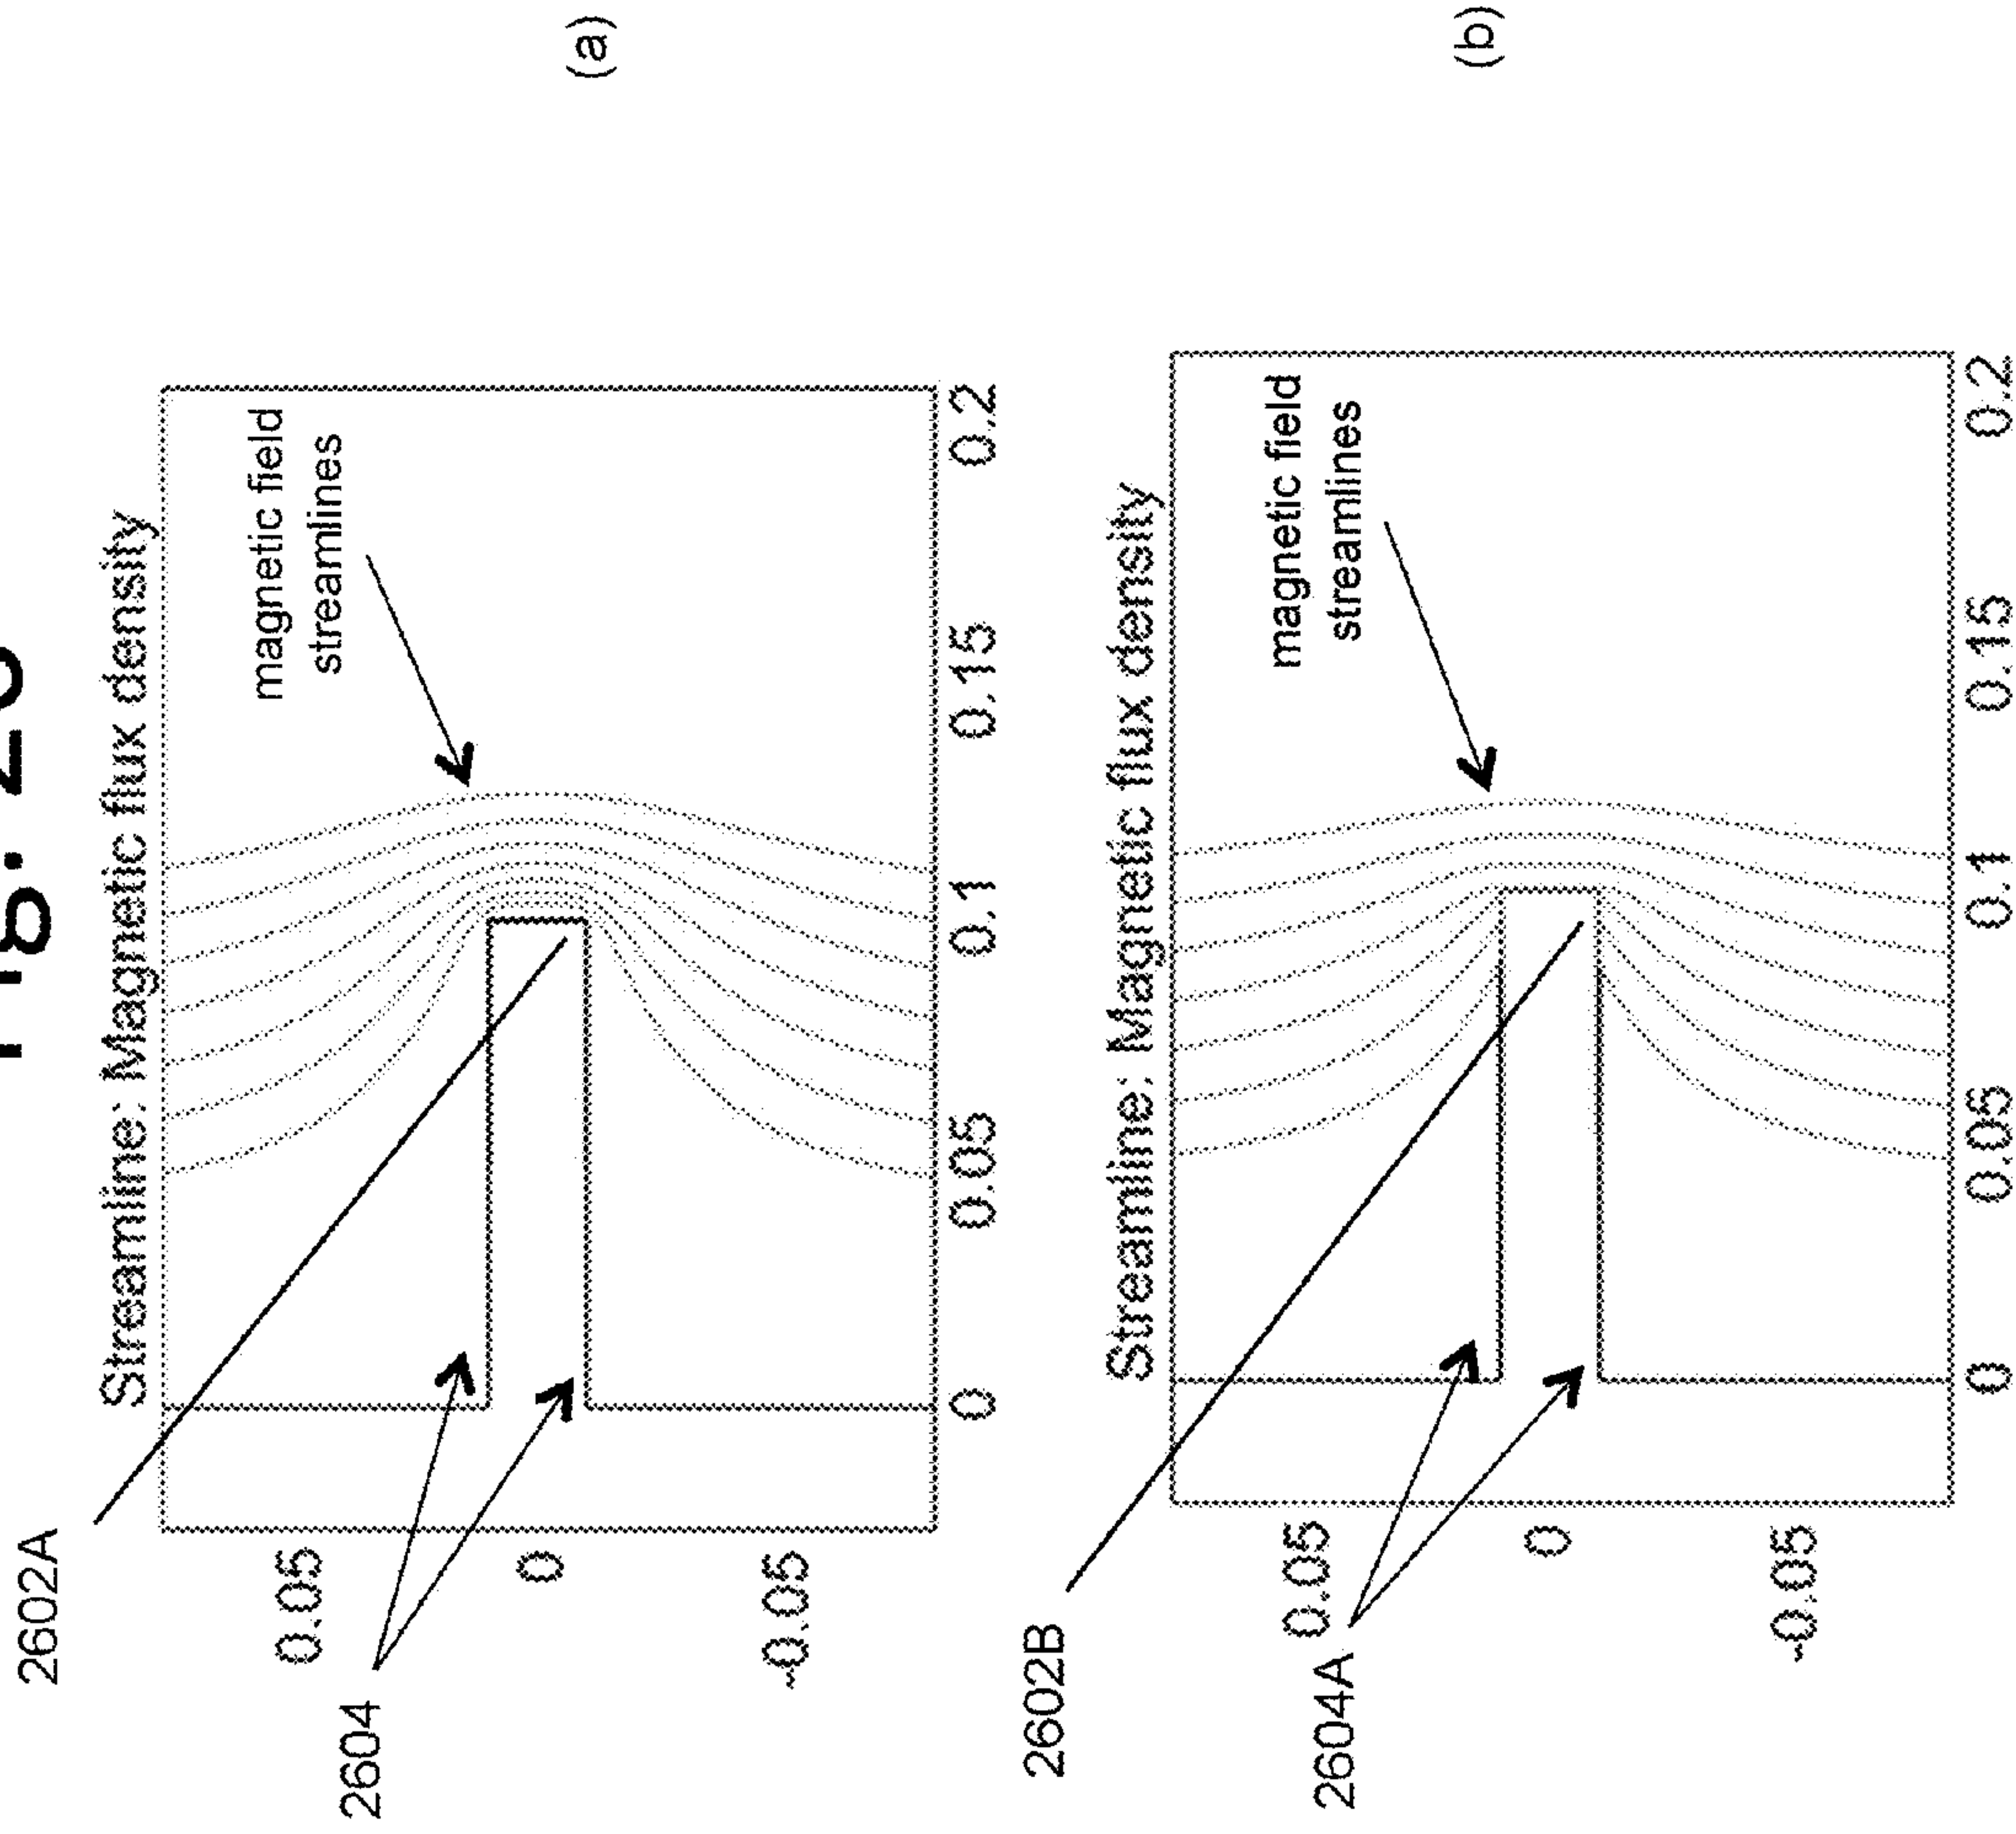 Fig.
2602A
Streamline: Magnetic flux density
magnetic field
streamlines
0.05
2604
0
-0.05
0 0.05 0.1 0.15 0.2
(a)
2602B
Streamline: Magnetic flux density
magnetic field
streamlines
0.05
2604A
0
-0.05
0 0.05 0.1 0.15 0.2
(b)